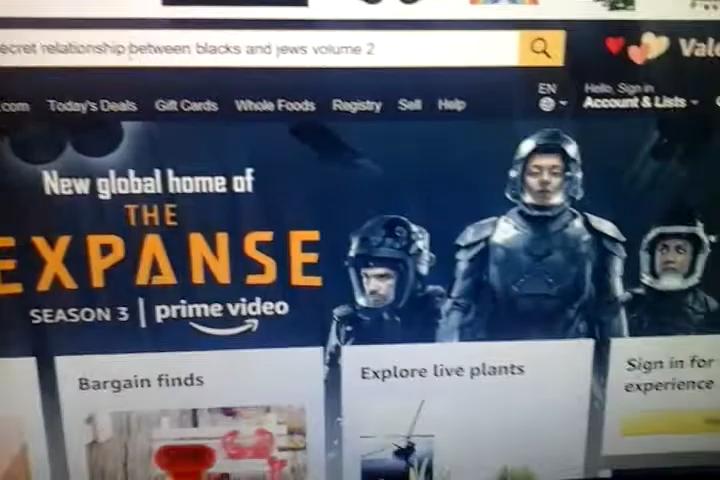 ecret relationship between blacks and jews volume 2
Vale
.com Today's Deals Gift Cards Whole Foods Registry Sell Help
EN
Hello, Sign in
Account & Lists
New global home of
THE
EXPANSE
SEASON 3 | prime video
Bargain finds
Explore live plants
Sign in for
experience